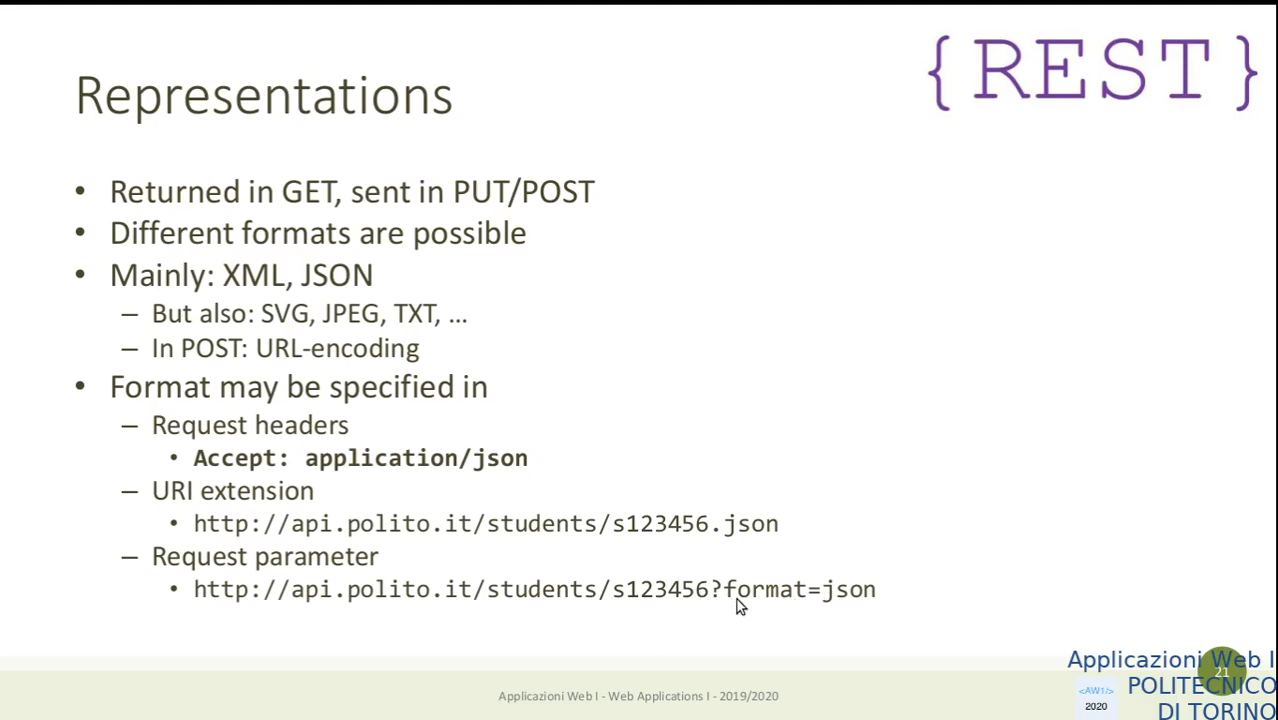 {REST}
Representations
• Returned in GET, sent in PUT/POST
• Different formats are possible
• Mainly: XML, JSON
– But also: SVG, JPEG, TXT, …
– In POST: URL-encoding
• Format may be specified in
– Request headers
• Accept: application/json
– URI extension
• http://api.polito.it/students/s123456.json
– Request parameter
• http://api.polito.it/students/s123456?format=json
Applicazioni Web I - Web Applications I - 2019/2020
21
Applicazioni Web I
POLITECNICO
DI TORINO
<AW1/>
2020